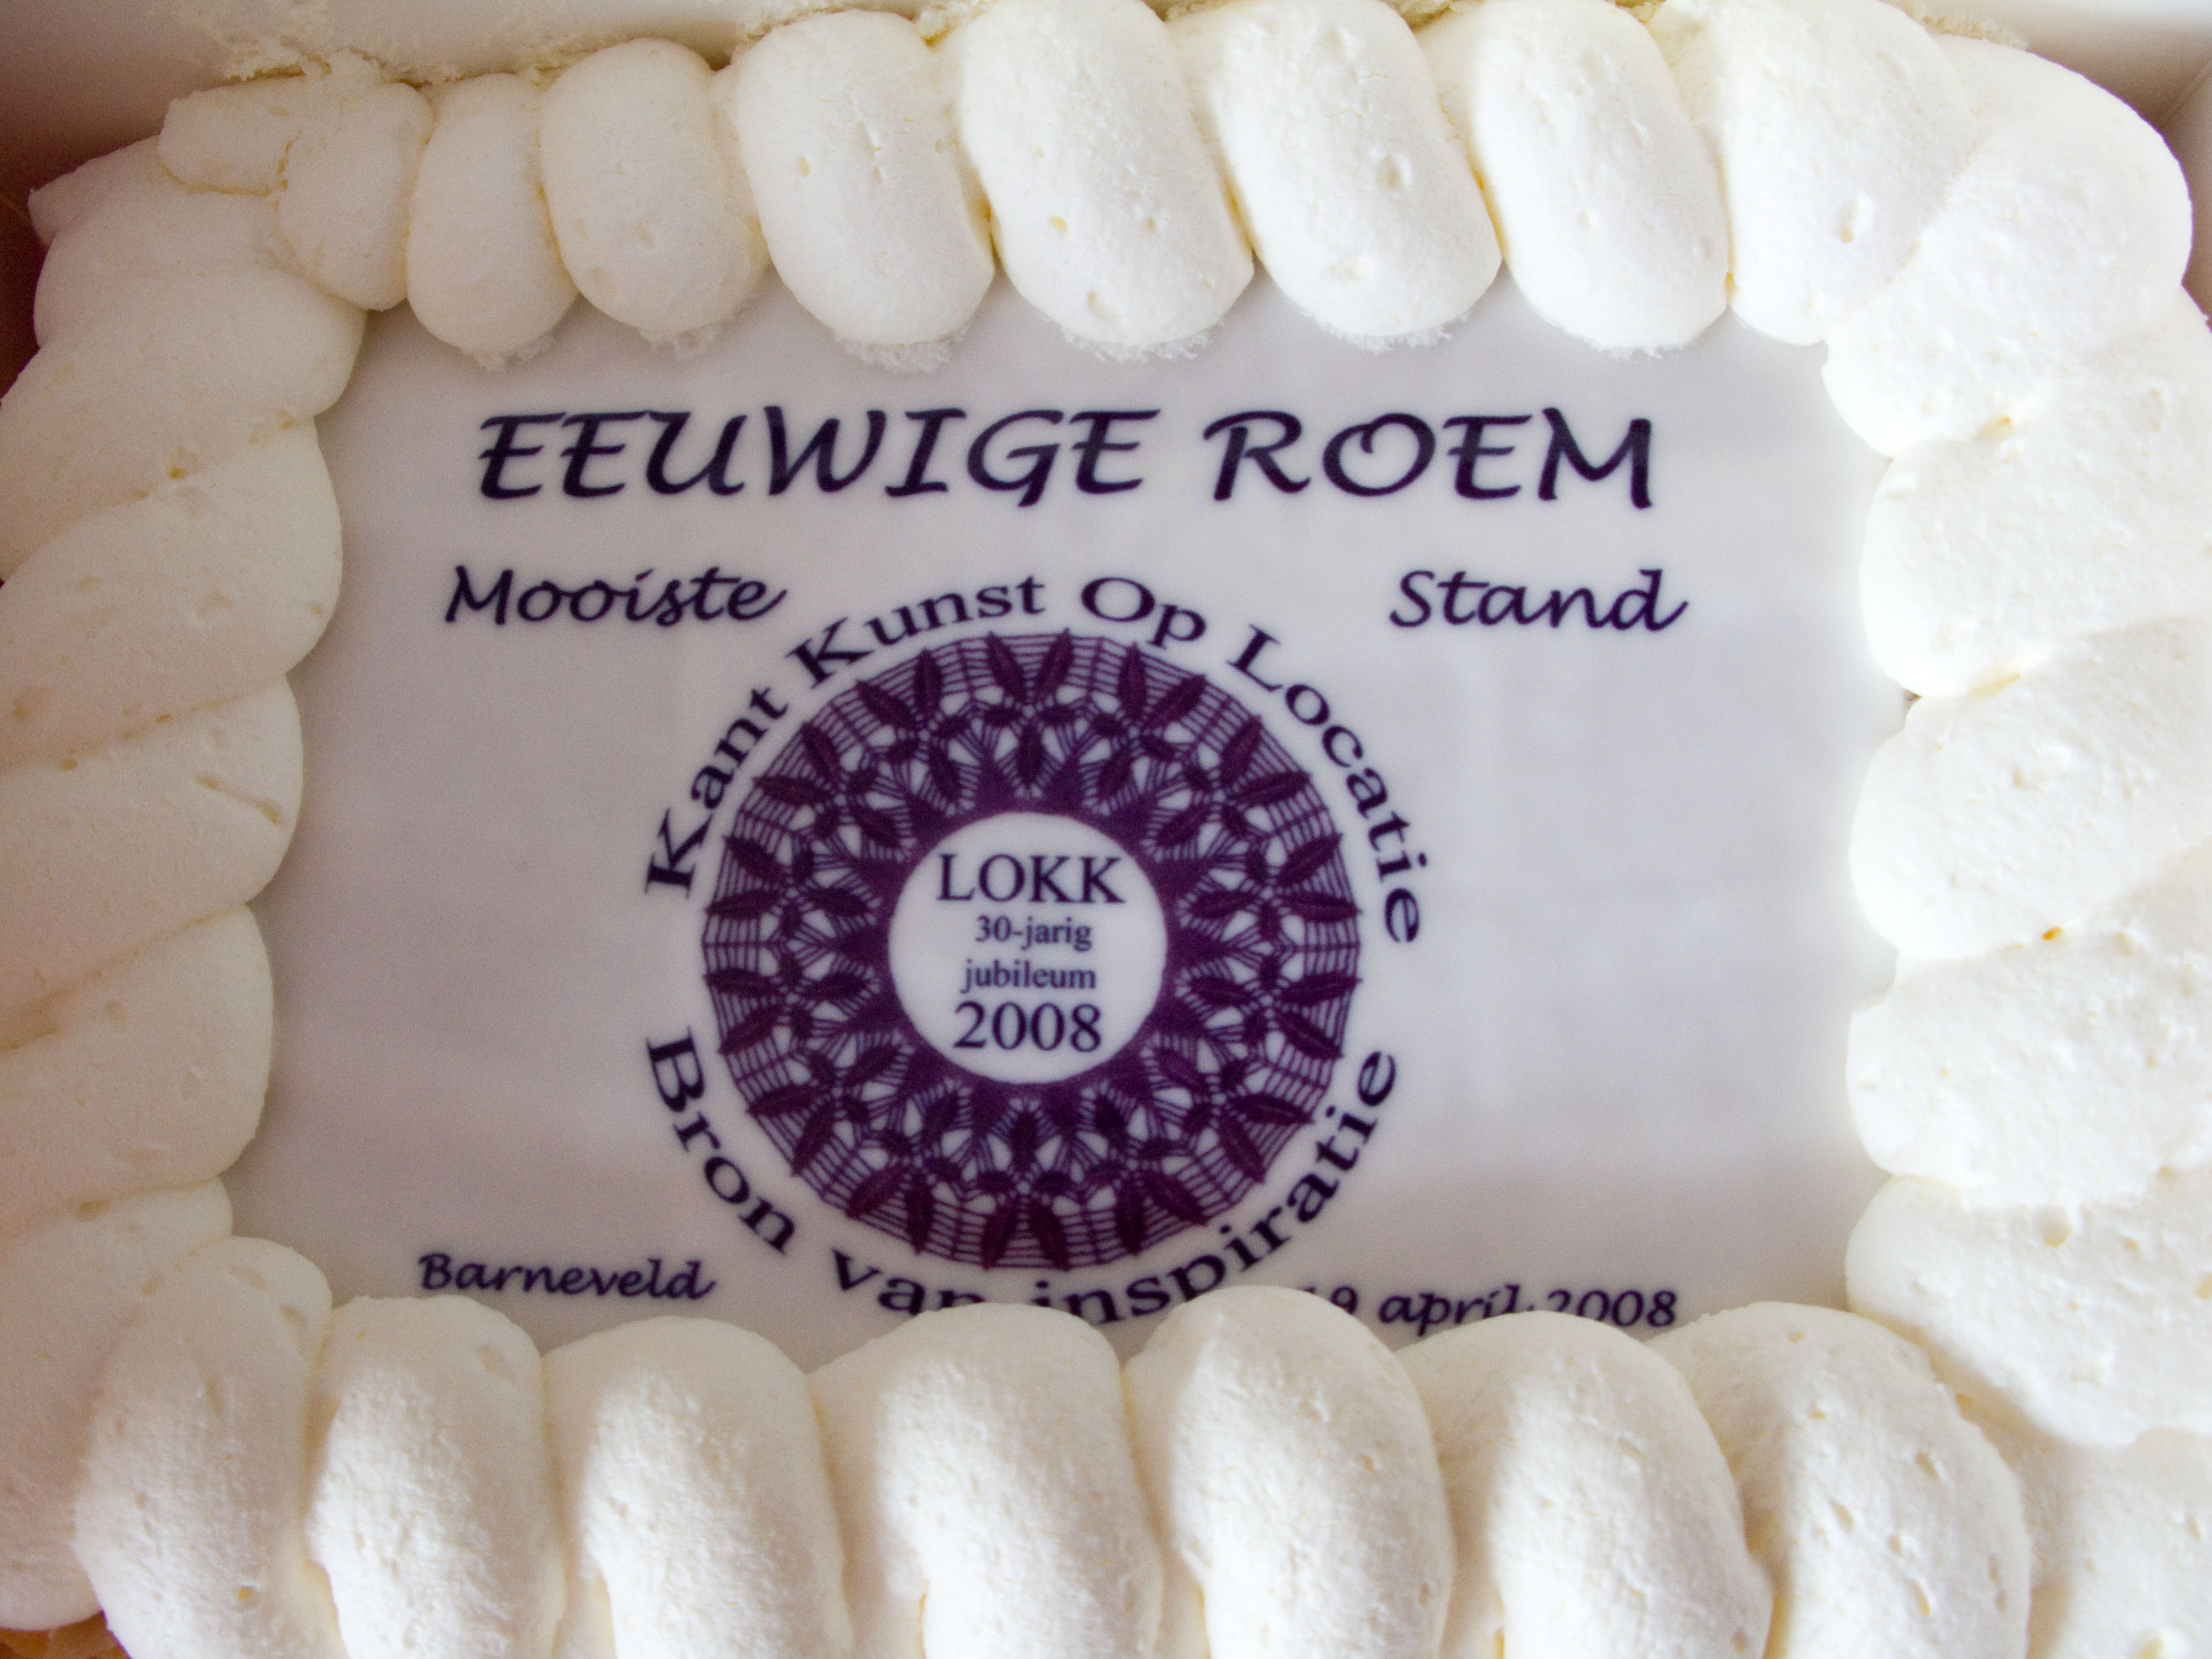 EEUWIGE ROEM
Mooiste Stand
Kant Kunst Op Locatie
LOKK
30-jarig
jubileum
2008
Bron van inspiratie
Barneveld
19 april 2008